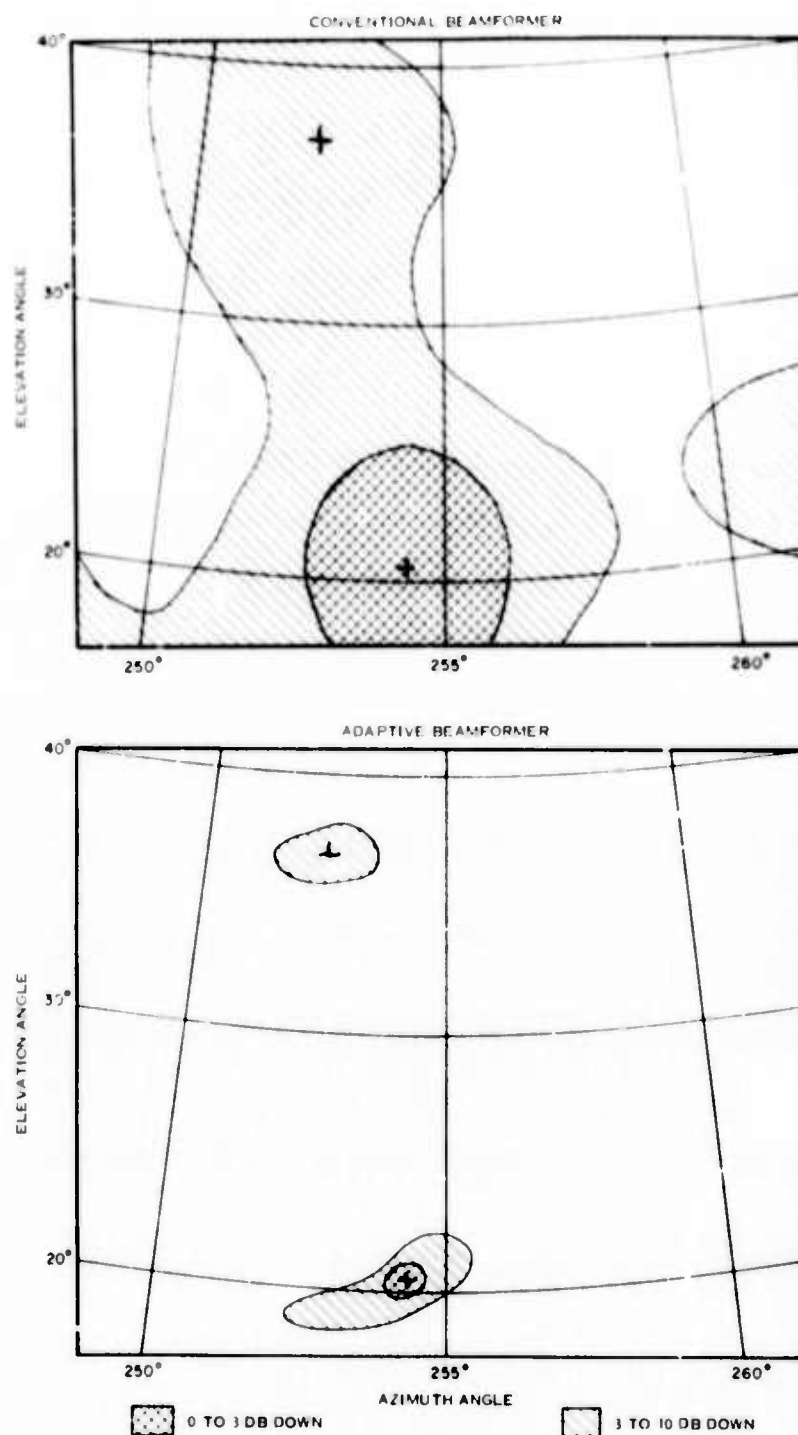 CONVENTIONAL BEAMFORMER
40°
30°
20°
ELEVATION ANGLE
250°
255°
260°
ADAPTIVE BEAMFORMER
40°
30°
20°
ELEVATION ANGLE
250°
255°
260°
AZIMUTH ANGLE
0 TO 3 DB DOWN
3 TO 10 DB DOWN